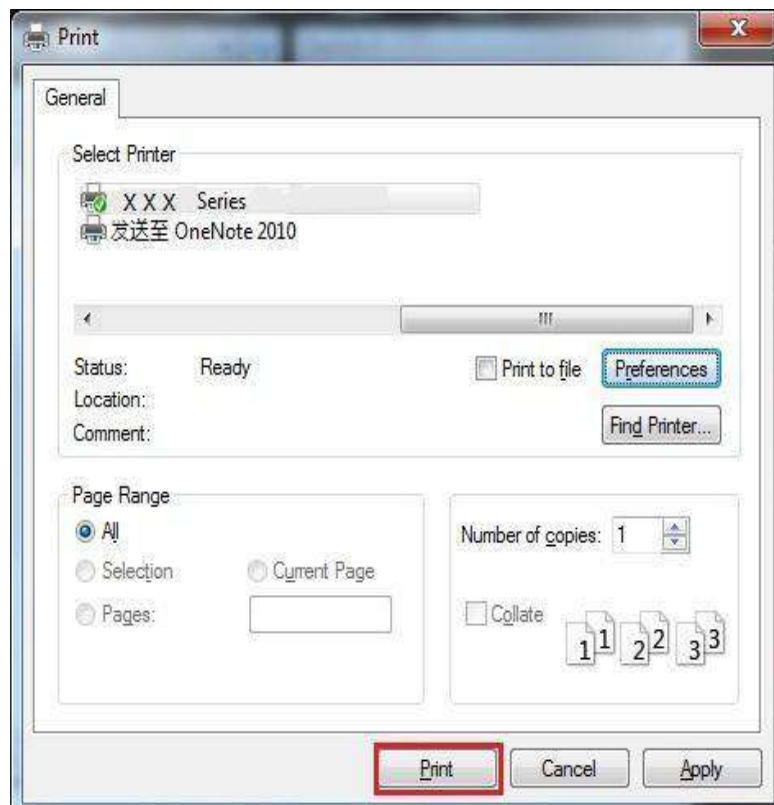 Print
X
General
Select Printer
X X X Series
发送至 OneNote 2010
Status: Ready
Print to file
Preferences
Location:
Comment:
Find Printer...
Page Range
All
Selection
Current Page
Pages:
Number of copies: 1
Collate
1 1 2 2 3 3
Print
Cancel
Apply